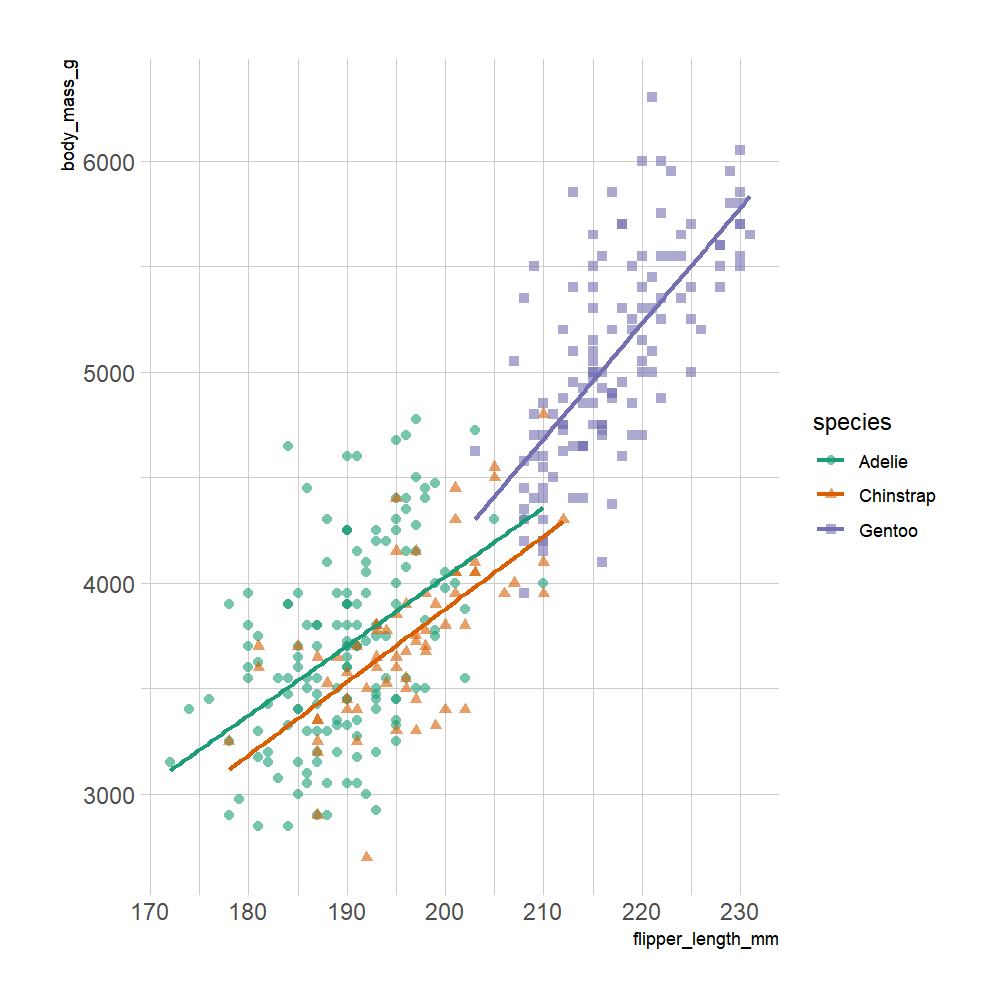 body_mass_g
6000
5000
4000
3000
170 180 190 200 210 220 230
flipper_length_mm
species
Adelie
Chinstrap
Gentoo